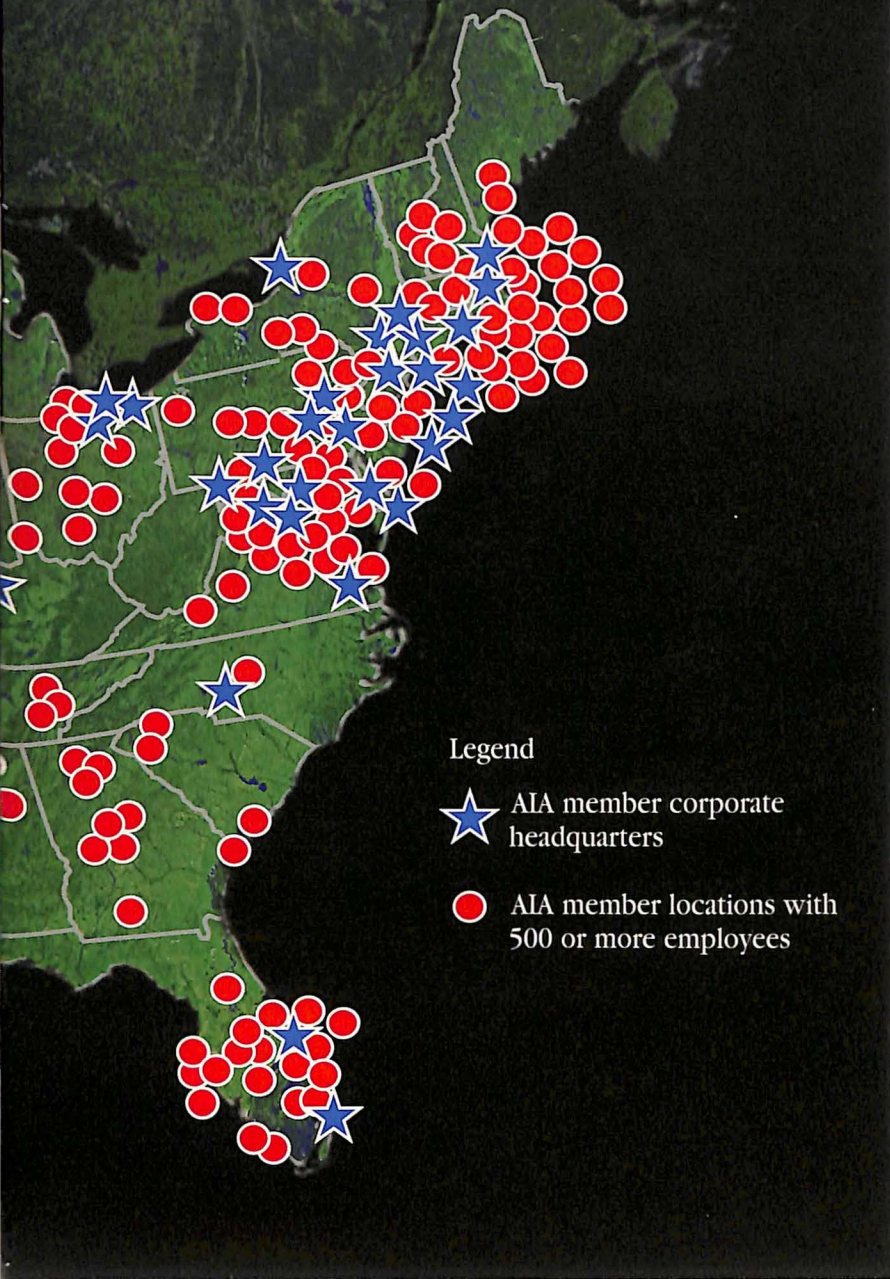 Legend
AIA member corporate
headquarters
AIA member locations with
500 or more employees